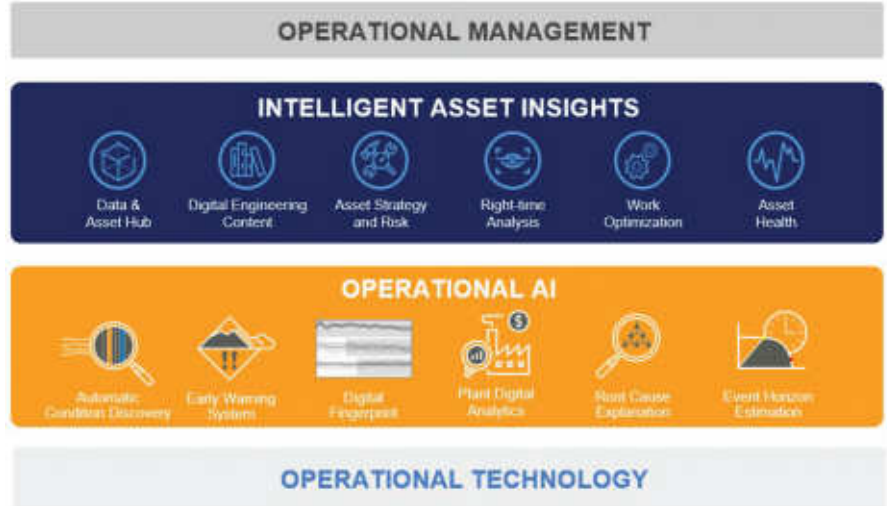 OPERATIONAL MANAGEMENT
INTELLIGENT ASSET INSIGHTS
Data &
Asset Hub
Digital Engineering
Content
Asset Strategy
and Risk
Right-time
Analysis
Work
Optimization
Asset
Health
OPERATIONAL AI
$
Automatic
Condition Discovery
Early Warning
System
Digital
Fingerprint
Plant Digital
Analytics
Root Cause
Explanation
Event Horizon
Estimation
OPERATIONAL TECHNOLOGY